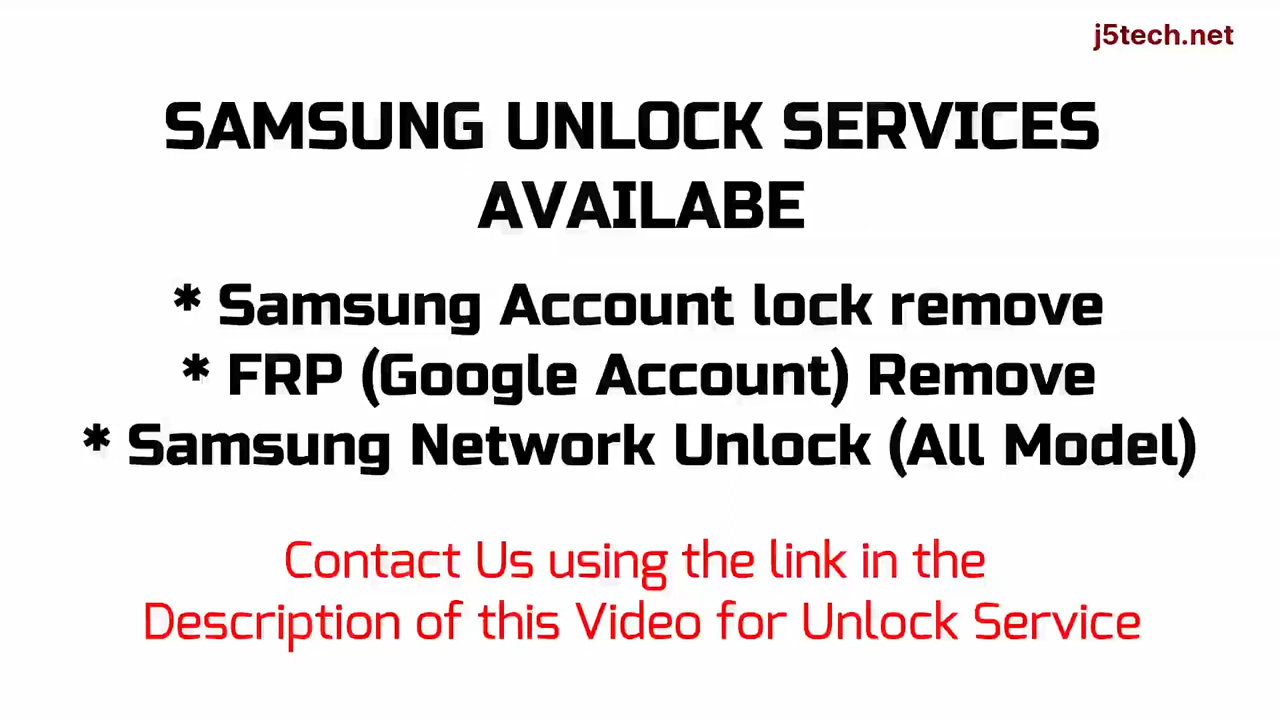 j5tech.net
SAMSUNG UNLOCK SERVICES
AVAILABE
* Samsung Account lock remove
* FRP (Google Account) Remove
* Samsung Network Unlock (All Model)
Contact Us using the link in the
Description of this Video for Unlock Service